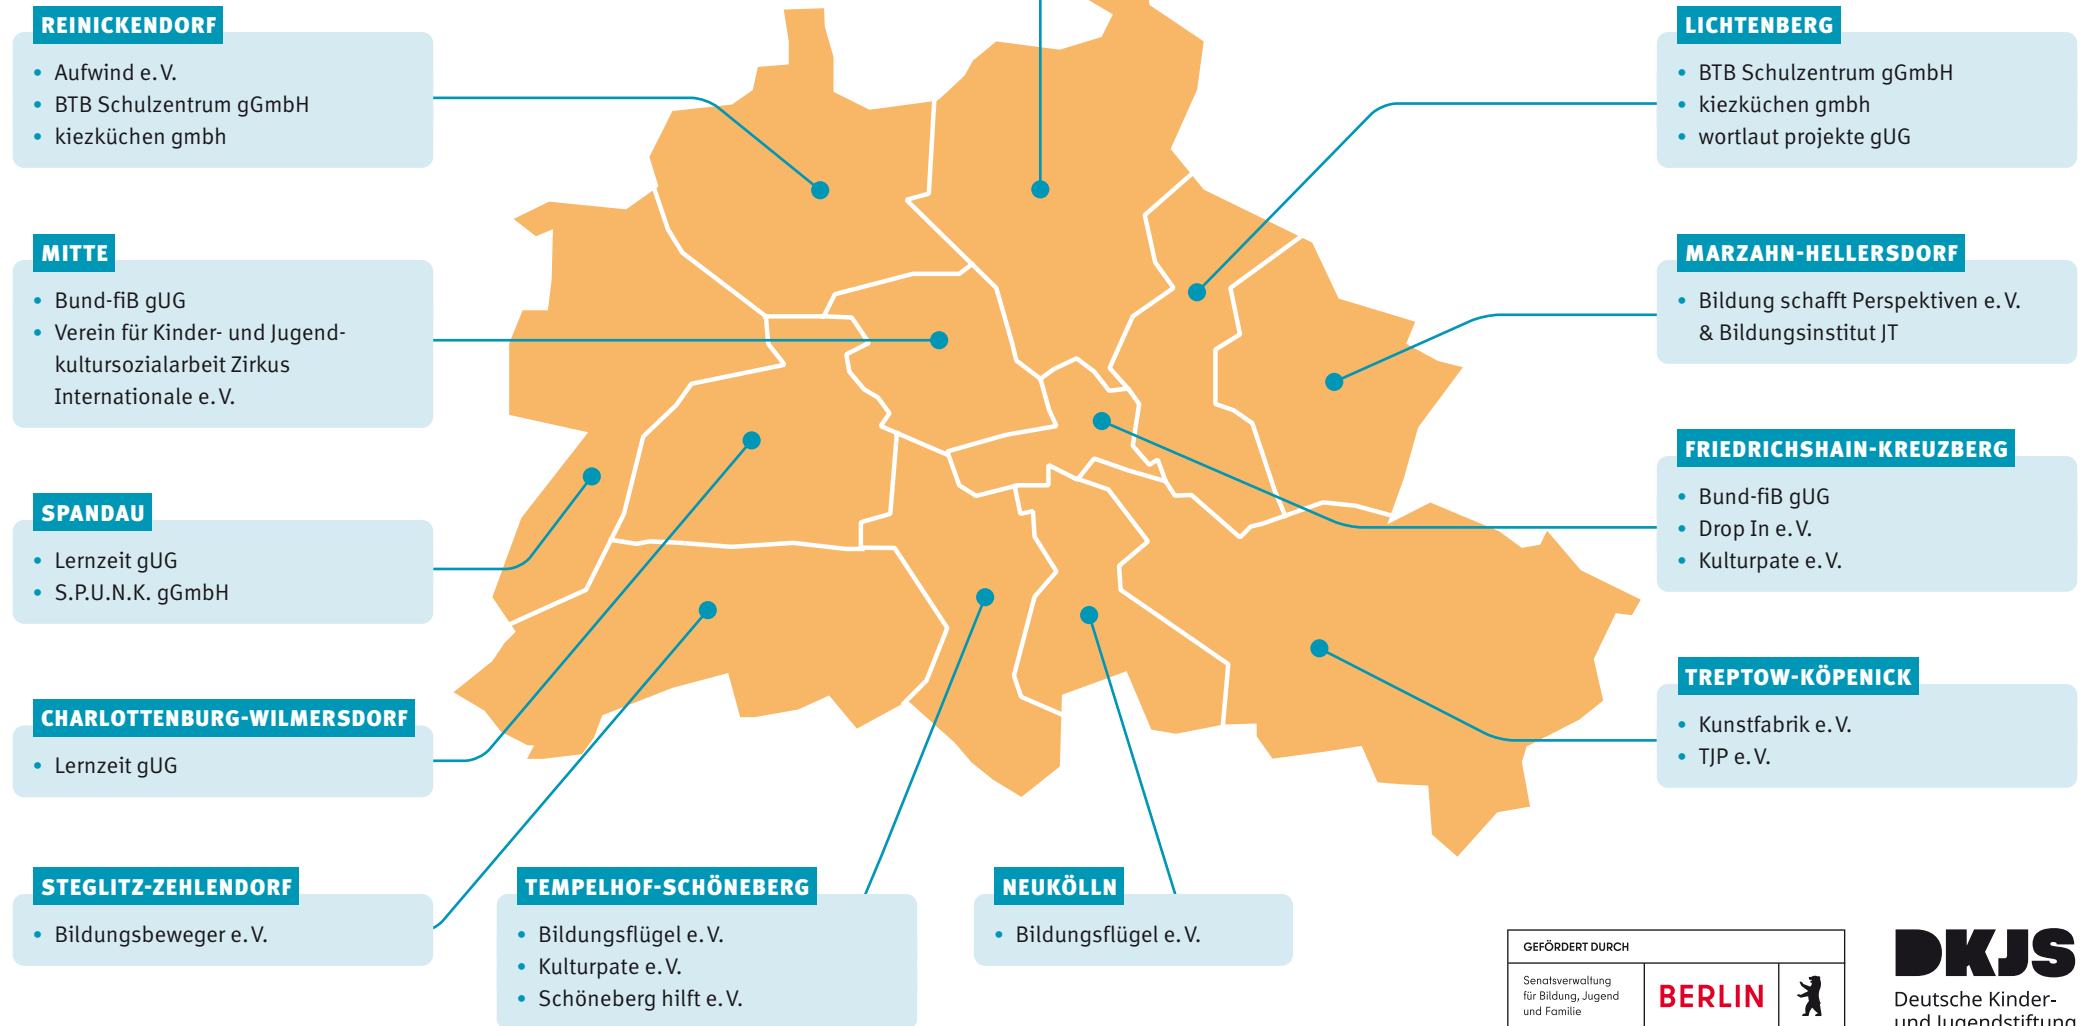 REINICKENDORF
• Aufwind e.V.
• BTB Schulzentrum gGmbH
• kiezküchen gmbh
MITTE
• Bund-fiB gUG
• Verein für Kinder- und Jugend-
kultursozialarbeit Zirkus
Internationale e.V.
SPANDAU
• Lernzeit gUG
• S.P.U.N.K. gGmbH
CHARLOTTENBURG-WILMERSDORF
• Lernzeit gUG
STEGLITZ-ZEHLENDORF
• Bildungsbeweger e.V.
TEMPELHOF-SCHÖNEBERG
• Bildungsflügel e.V.
• Kulturpate e.V.
• Schöneberg hilft e.V.
NEUKÖLLN
• Bildungsflügel e.V.
LICHTENBERG
• BTB Schulzentrum gGmbH
• kiezküchen gmbh
• wortlaut projekte gUG
MARZAHN-HELLERSDORF
• Bildung schafft Perspektiven e.V.
& Bildungsinstitut JT
FRIEDRICHSHAIN-KREUZBERG
• Bund-fiB gUG
• Drop In e.V.
• Kulturpate e.V.
TREPTOW-KÖPENICK
• Kunstfabrik e.V.
• TJP e.V.
GEFÖRDERT DURCH
Senatsverwaltung
für Bildung, Jugend
und Familie
BERLIN
DKJS
Deutsche Kinder-
und Jugendstiftung